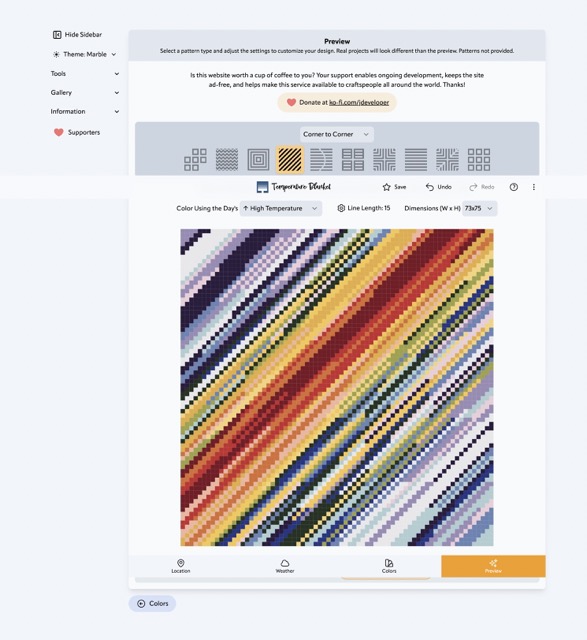 Hide Sidebar
Theme: Marble
Tools
Gallery
Information
Supporters
Preview
Select a pattern type and adjust the settings to customize your design. Real projects will look different than the preview. Patterns not provided.
Is this website worth a cup of coffee to you? Your support enables ongoing development, keeps the site
ad-free, and helps make this service available to craftspeople all around the world. Thanks!
Donate at ko-fi.com/jdeveloper
Corner to Corner
Temperature Blanket
Save
Undo
Redo
Color Using the Day's ↑ High Temperature
Line Length: 15
Dimensions (W x H) 73x75
Location
Weather
Colors
Preview
Colors